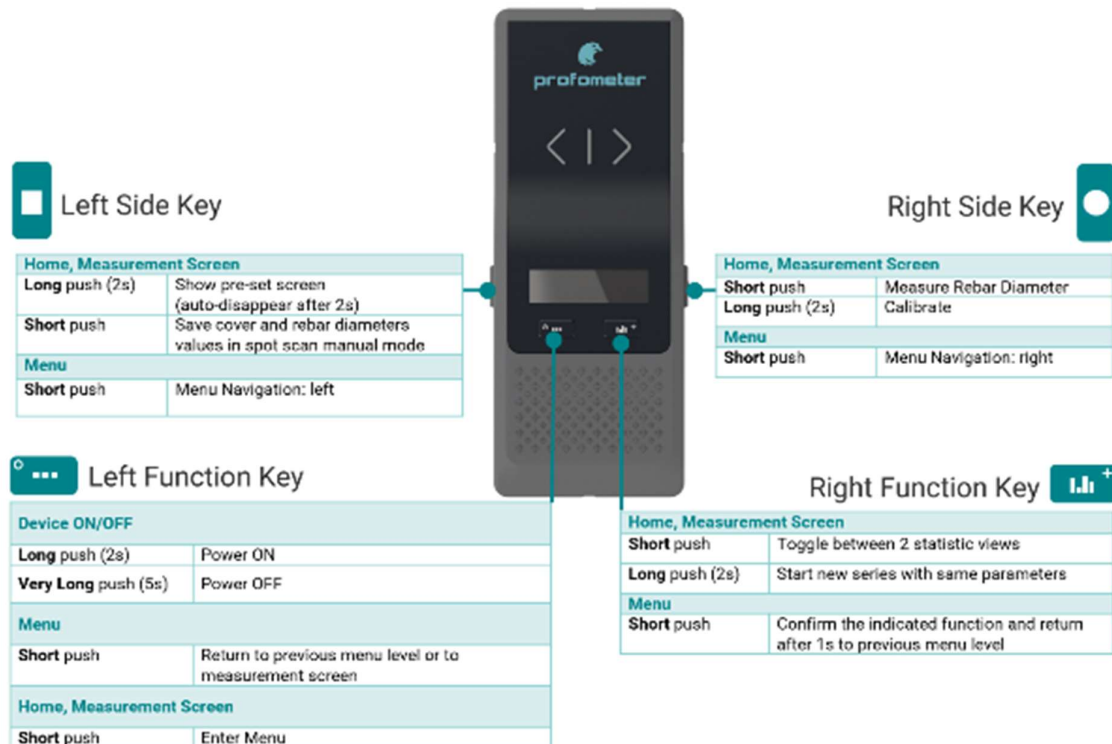 profometer
Left Side Key
Home, Measurement Screen
Long push (2s) Show pre-set screen
(auto-disappear after 2s)
Short push Save cover and rebar diameters
values in spot scan manual mode
Menu
Short push Menu Navigation: left
Right Side Key
Home, Measurement Screen
Short push Measure Rebar Diameter
Long push (2s) Calibrate
Menu
Short push Menu Navigation: right
Left Function Key
Device ON/OFF
Long push (2s) Power ON
Very Long push (5s) Power OFF
Menu
Short push Return to previous menu level or to
measurement screen
Home, Measurement Screen
Short push Enter Menu
Right Function Key
Home, Measurement Screen
Short push Toggle between 2 statistic views
Long push (2s) Start new series with same parameters
Menu
Short push Confirm the indicated function and return
after 1s to previous menu level